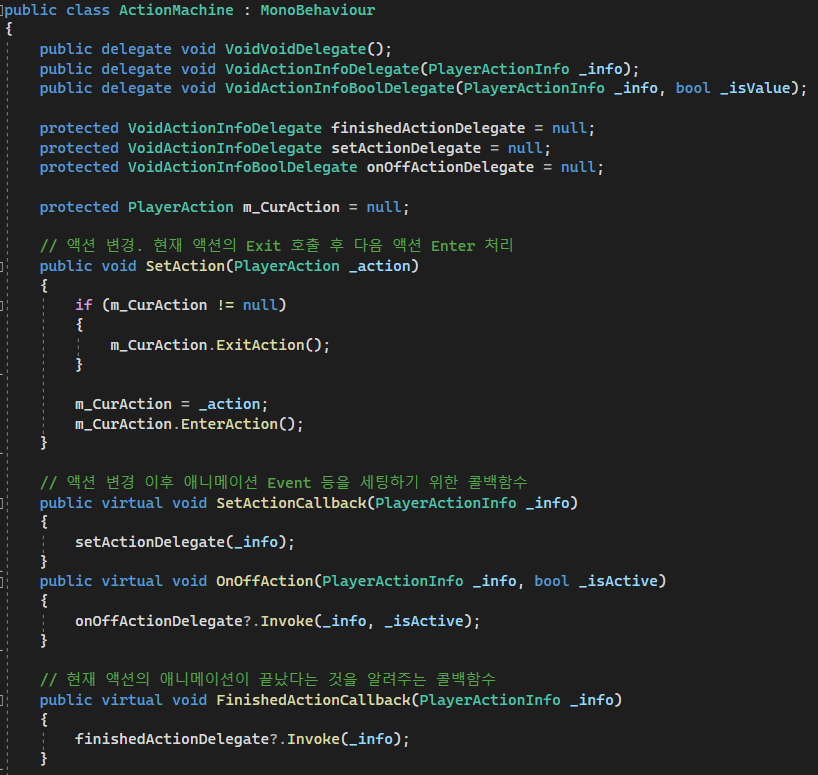 public class ActionMachine : MonoBehaviour
{
public delegate void VoidVoidDelegate();
public delegate void VoidActionInfoDelegate(PlayerActionInfo _info);
public delegate void VoidActionInfoBoolDelegate(PlayerActionInfo _info, bool _isValue);
protected VoidActionInfoDelegate finishedActionDelegate = null;
protected VoidActionInfoDelegate setActionDelegate = null;
protected VoidActionInfoBoolDelegate onOffActionDelegate = null;
protected PlayerAction m_CurAction = null;
// 액션 변경. 현재 액션의 Exit 호출 후 다음 액션 Enter 처리
public void SetAction(PlayerAction _action)
{
if (m_CurAction != null)
{
m_CurAction.ExitAction();
}
m_CurAction = _action;
m_CurAction.EnterAction();
}
// 액션 변경 이후 애니메이션 Event 등을 세팅하기 위한 콜백함수
public virtual void SetActionCallback(PlayerActionInfo _info)
{
setActionDelegate(_info);
}
public virtual void OnOffAction(PlayerActionInfo _info, bool _isActive)
{
onOffActionDelegate?.Invoke(_info, _isActive);
}
// 현재 액션의 애니메이션이 끝났다는 것을 알려주는 콜백함수
public virtual void FinishedActionCallback(PlayerActionInfo _info)
{
finishedActionDelegate?.Invoke(_info);
}